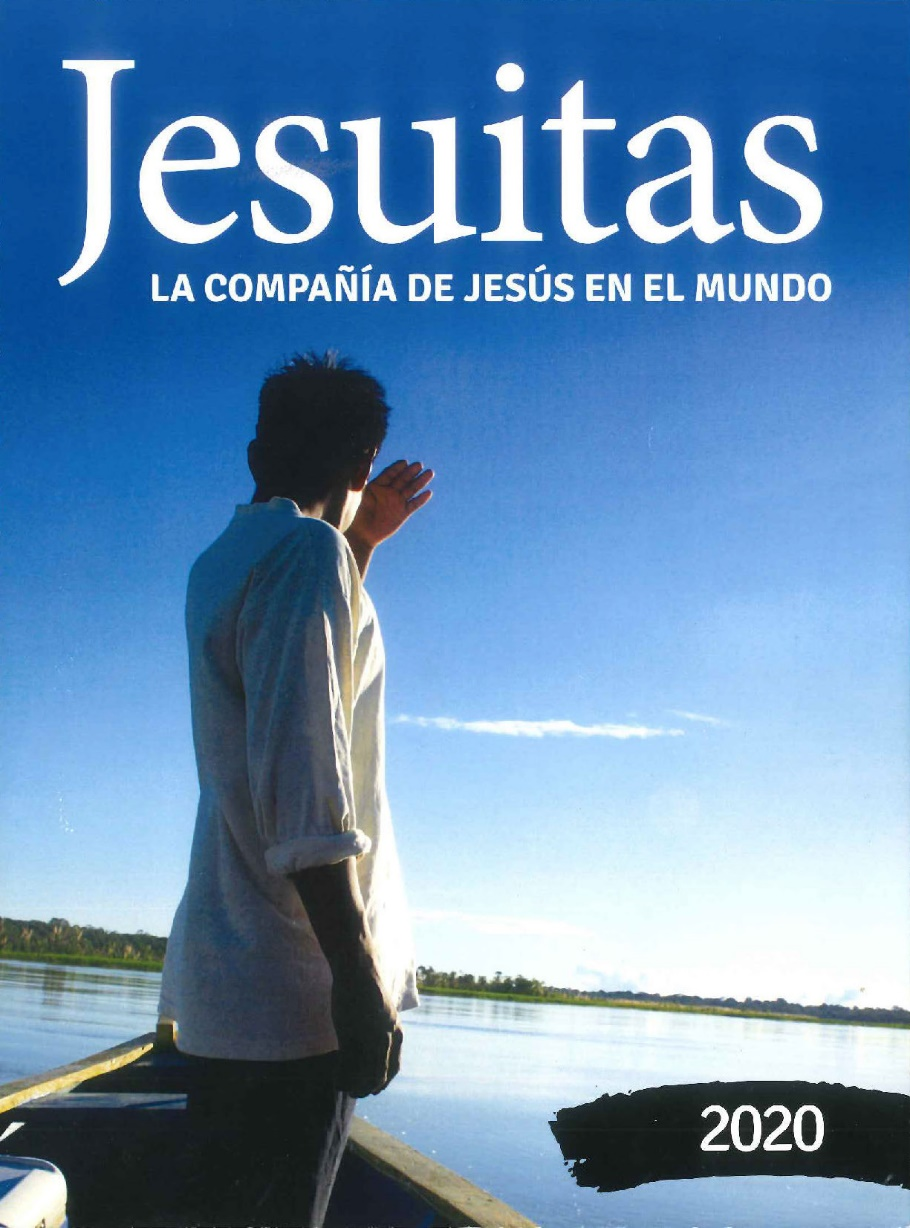 Jesuitas
LA COMPAÑÍA DE JESÚS EN EL MUNDO
2020